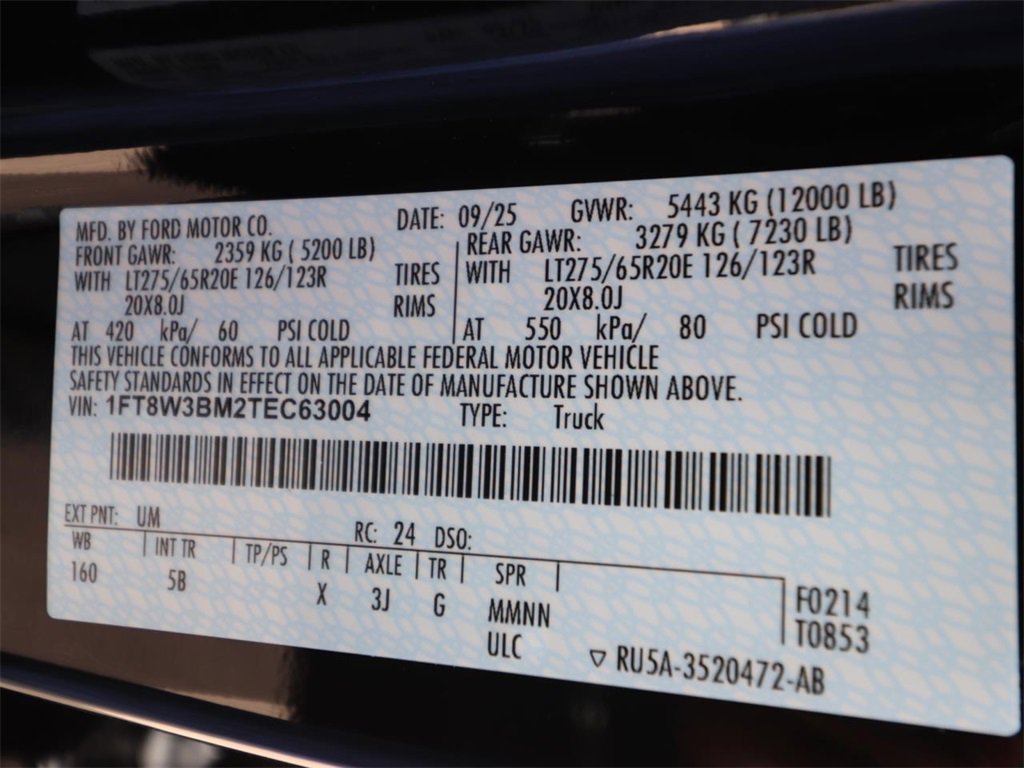 MFD. BY FORD MOTOR CO. DATE: 09/25 GVWR: 5443 KG (12000 LB)
FRONT GAWR: 2359 KG ( 5200 LB) REAR GAWR: 3279 KG ( 7230 LB)
WITH LT275/65R20E 126/123R TIRES WITH LT275/65R20E 126/123R TIRES
20X8.0J RIMS 20X8.0J RIMS
AT 420 kPa/ 60 PSI COLD AT 550 kPa/ 80 PSI COLD
THIS VEHICLE CONFORMS TO ALL APPLICABLE FEDERAL MOTOR VEHICLE
SAFETY STANDARDS IN EFFECT ON THE DATE OF MANUFACTURE SHOWN ABOVE.
VIN: 1FT8W3BM2TEC63004 TYPE: Truck
EXT PNT: UM RC: 24 DSO:
WB INT TR TP/PS R AXLE TR SPR
160 5B X 3J G MMNN F0214
ULC T0853
▽ RU5A-3520472-AB